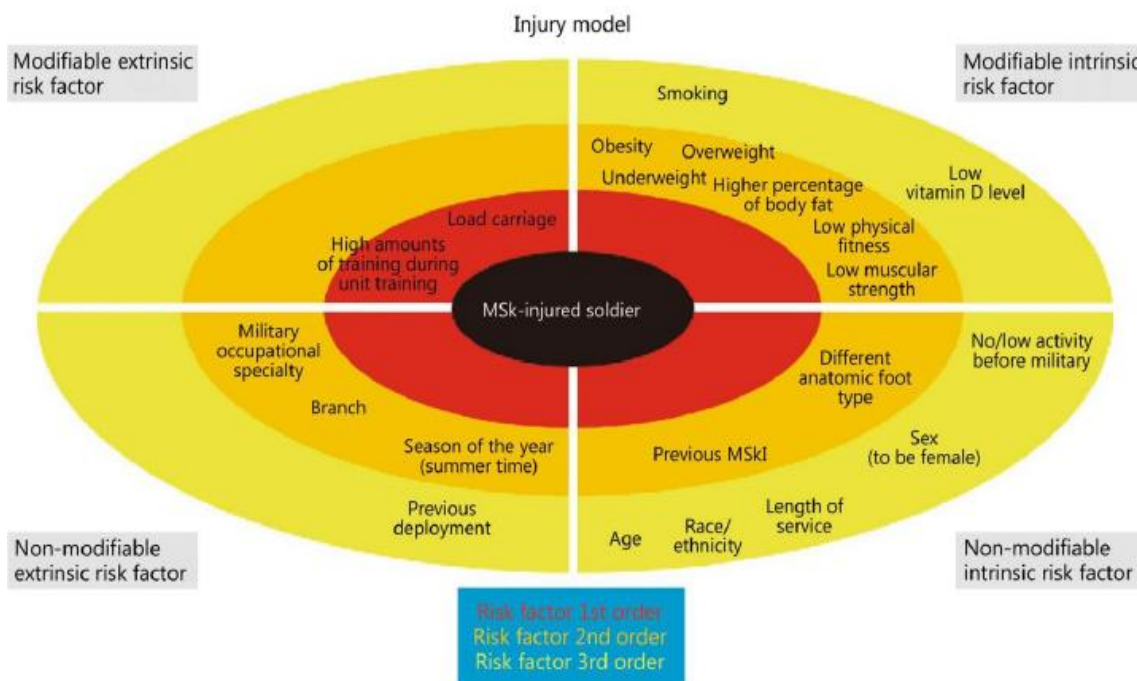 Injury model
Modifiable extrinsic
risk factor
Modifiable intrinsic
risk factor
Smoking
Obesity
Overweight
Underweight
Higher percentage
of body fat
Low
vitamin D level
Low physical
fitness
Low muscular
strength
Load carriage
High amounts
of training during
unit training
MSk-injured soldier
Military
occupational
specialty
Branch
Season of the year
(summer time)
Previous
deployment
No/low activity
before military
Different
anatomic foot
type
Sex
(to be female)
Previous MSkI
Length of
service
Race/
ethnicity
Age
Non-modifiable
extrinsic risk factor
Non-modifiable
intrinsic risk factor
Risk factor 1st order
Risk factor 2nd order
Risk factor 3rd order